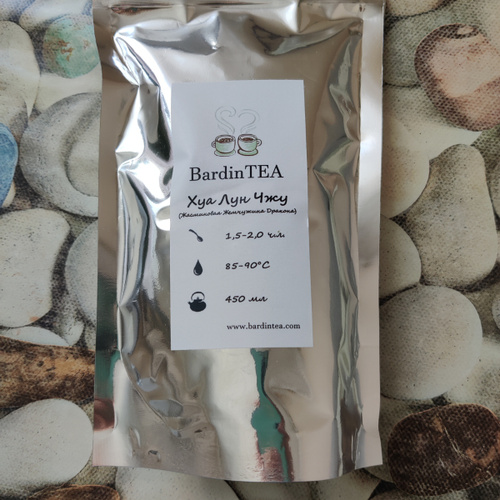 BardinTEA
Хуа Лун Чжу
(Жасминовая Жемчужина Дракона)
1,5-2,0 ч.л.
85-90°С
450 мл
www.bardintea.com